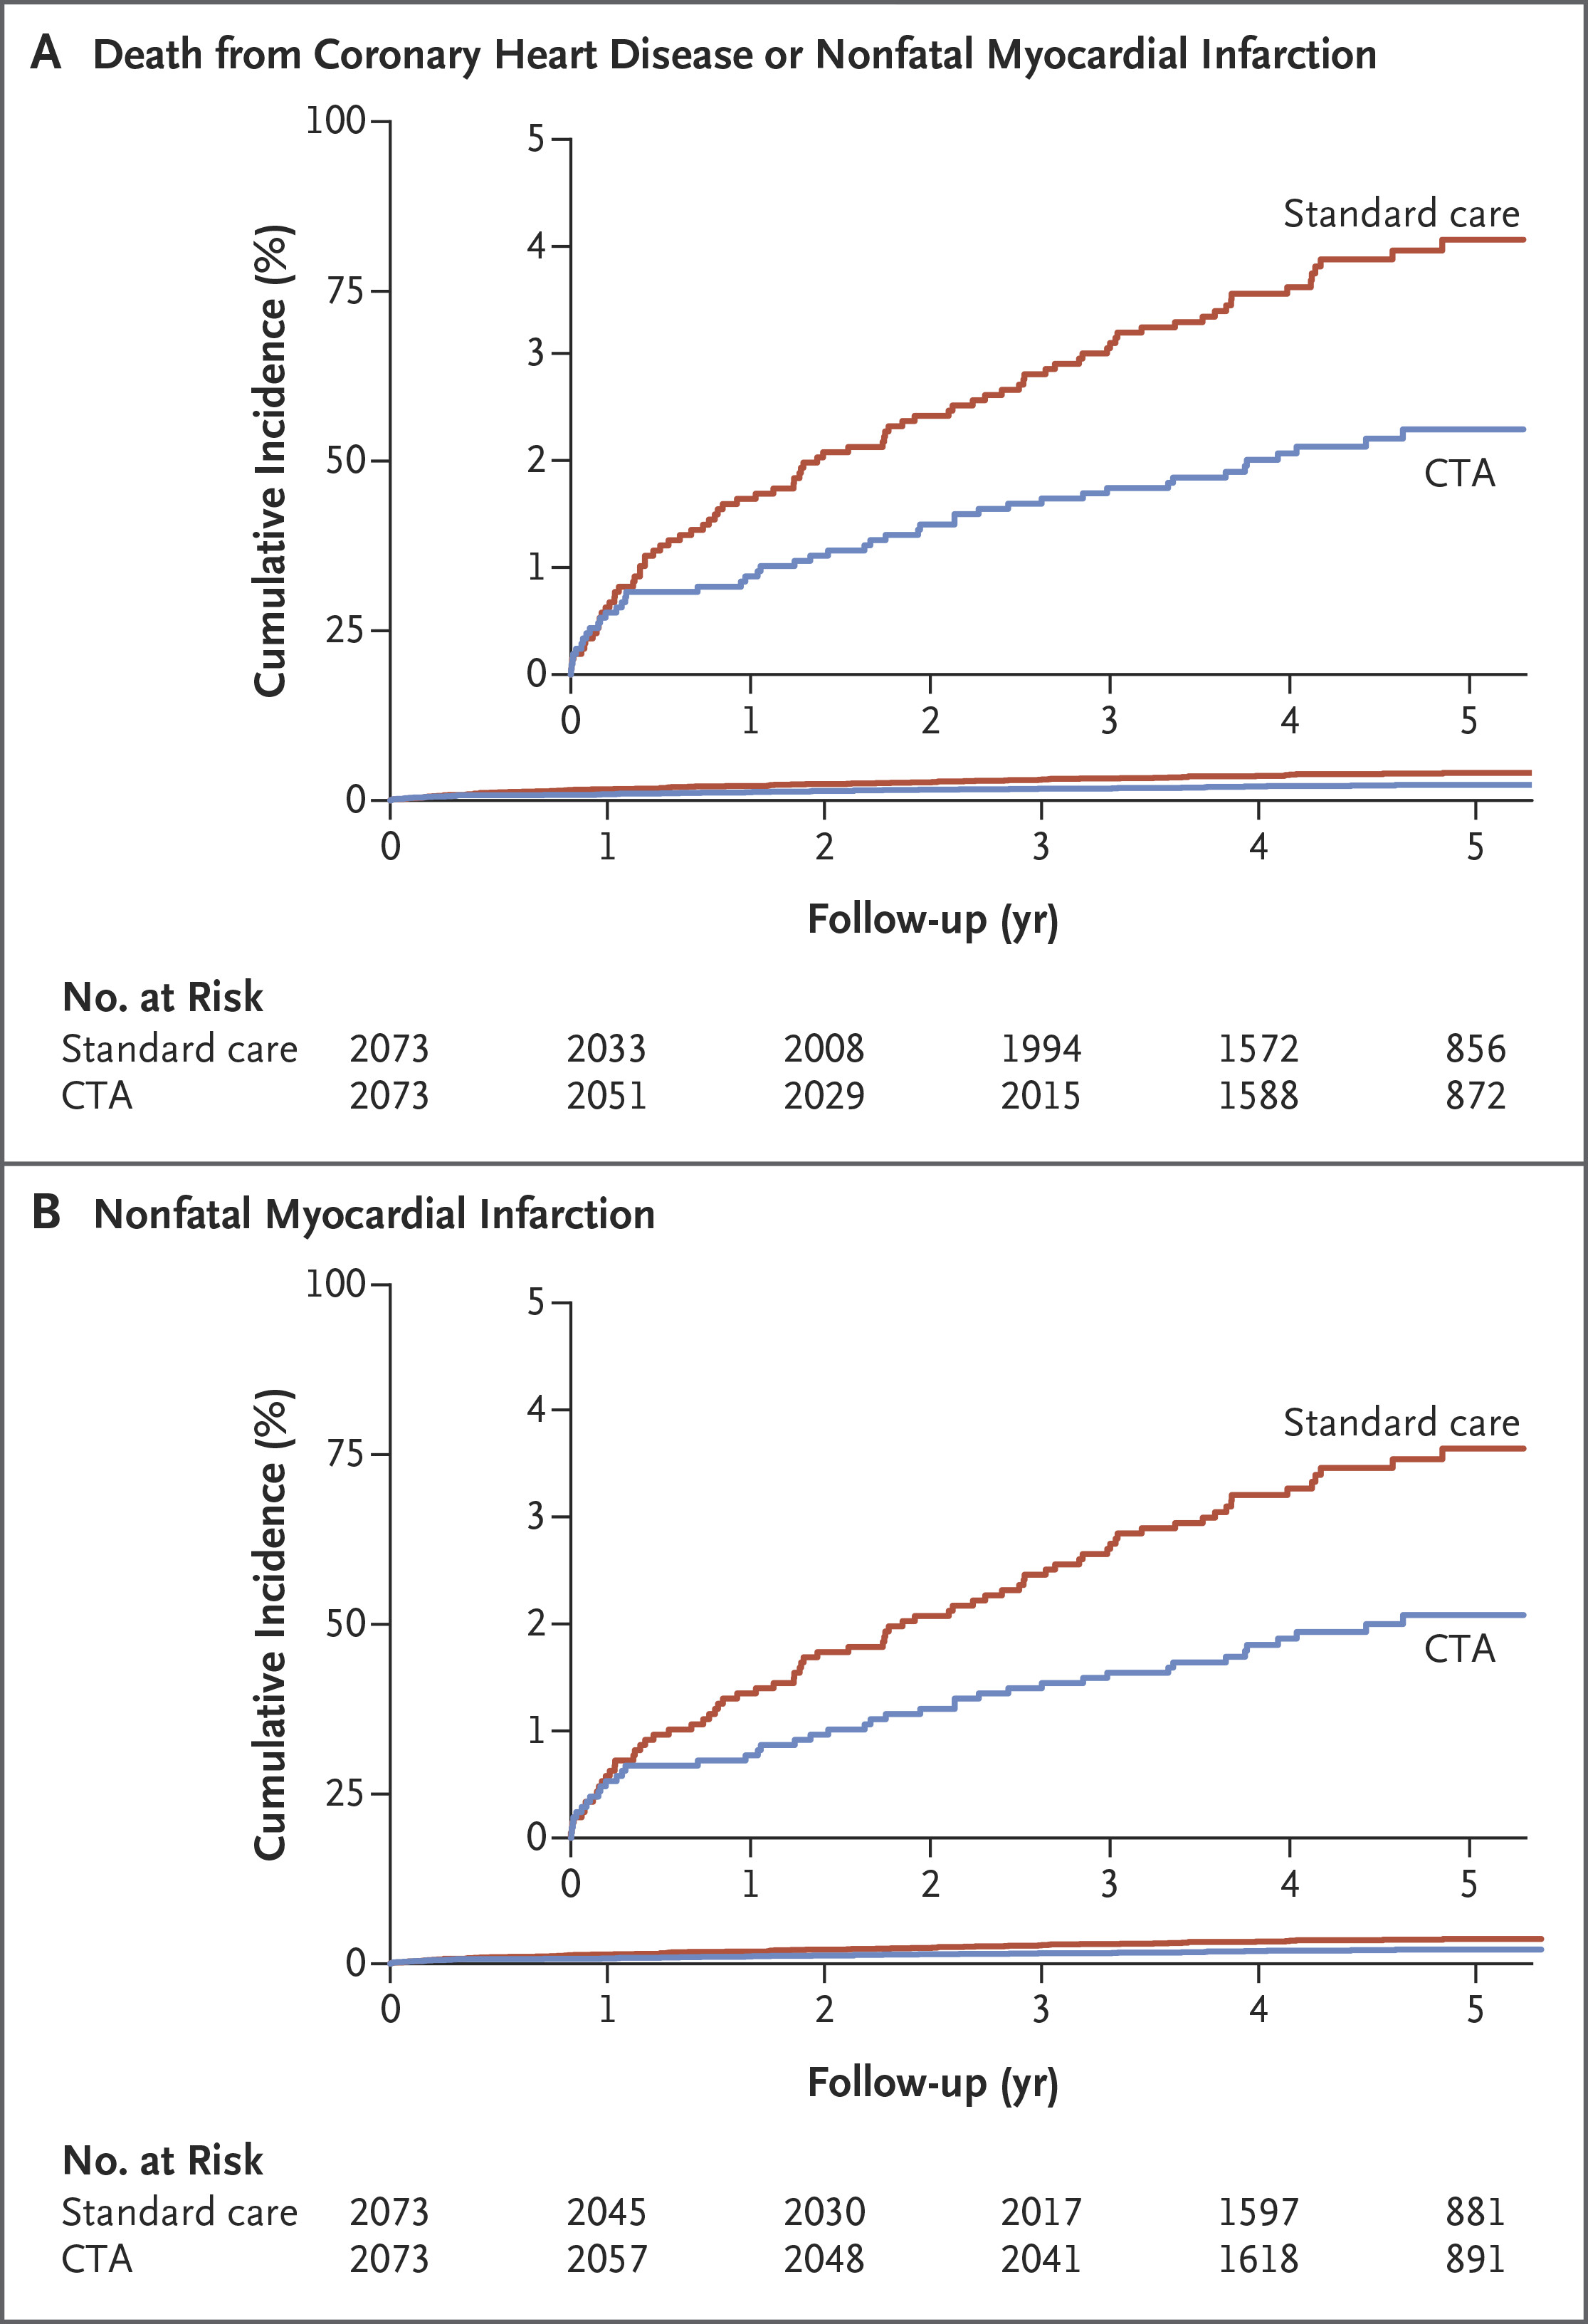 A Death from Coronary Heart Disease or Nonfatal Myocardial Infarction
Cumulative Incidence (%)
100
75
50
25
0
5
4
3
2
1
0
Standard care
CTA
0 1 2 3 4 5
0 1 2 3 4 5
Follow-up (yr)
No. at Risk
Standard care 2073 2033 2008 1994 1572 856
CTA 2073 2051 2029 2015 1588 872
B Nonfatal Myocardial Infarction
Cumulative Incidence (%)
100
75
50
25
0
5
4
3
2
1
0
Standard care
CTA
0 1 2 3 4 5
0 1 2 3 4 5
Follow-up (yr)
No. at Risk
Standard care 2073 2045 2030 2017 1597 881
CTA 2073 2057 2048 2041 1618 891